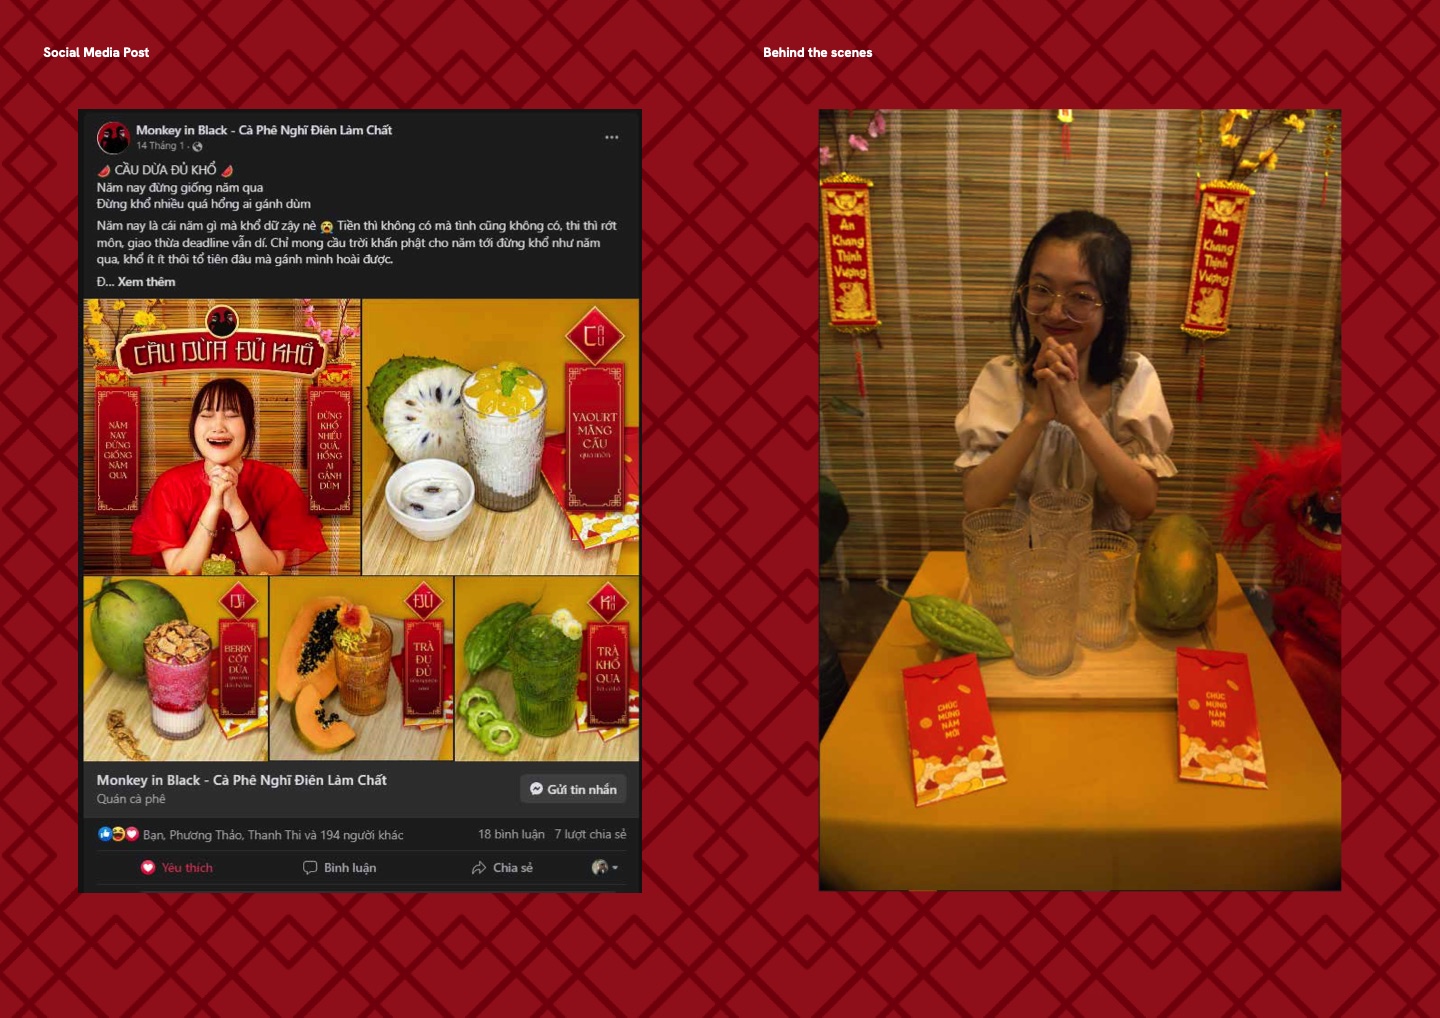 Social Media Post
Behind the scenes
Monkey in Black - Cà Phê Nghĩ Điên Làm Chất
14 Tháng 1 ·
CẦU DỪA ĐỦ KHỔ
Năm nay đừng giống năm qua
Đừng khổ nhiều quá hổng ai gánh dùm
Năm nay là cái năm gì mà khổ dữ zậy nè 😭 Tiền thì không có mà tình cũng không có, thi thì rớt
môn, giao thừa deadline vẫn dí. Chỉ mong cầu trời khấn phật cho năm tới đừng khổ như năm
qua, khổ ít ít thôi tổ tiên đâu mà gánh mình hoài được.
Đ... Xem thêm
CẦU DỪA ĐỦ KHỔ
NĂM
NAY
ĐỪNG
GIỐNG
NĂM
QUA
ĐỪNG
KHỔ
NHIỀU
QUÁ,
HỔNG
AI
GÁNH
DÙM
CẦU
YAOURT
MÃNG
CẦU
DỪA
BERRY
CỐT
DỪA
ĐỦ
TRÀ
ĐU
ĐỦ
KHỔ
TRÀ
KHỔ
QUA
Monkey in Black - Cà Phê Nghĩ Điên Làm Chất
Quán cà phê
Gửi tin nhắn
Bạn, Phương Thảo, Thanh Thi và 194 người khác
18 bình luận 7 lượt chia sẻ
Yêu thích
Bình luận
Chia sẻ
An
Khang
Thịnh
Vượng
An
Khang
Thịnh
Vượng
CHÚC
MỪNG
NĂM
MỚI
CHÚC
MỪNG
NĂM
MỚI